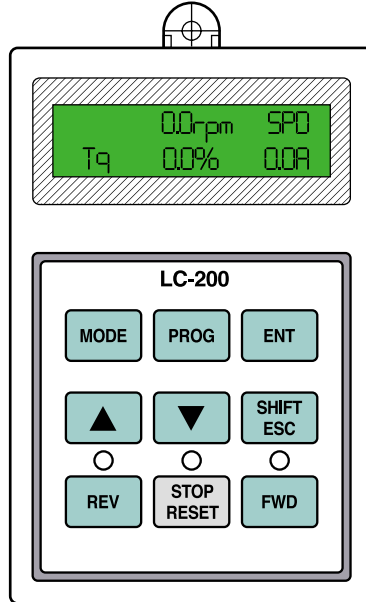 0.0rpm SPD
Tq 0.0% 0.0A
LC-200
MODE PROG ENT
▲ ▼ SHIFT
ESC
REV STOP
RESET FWD